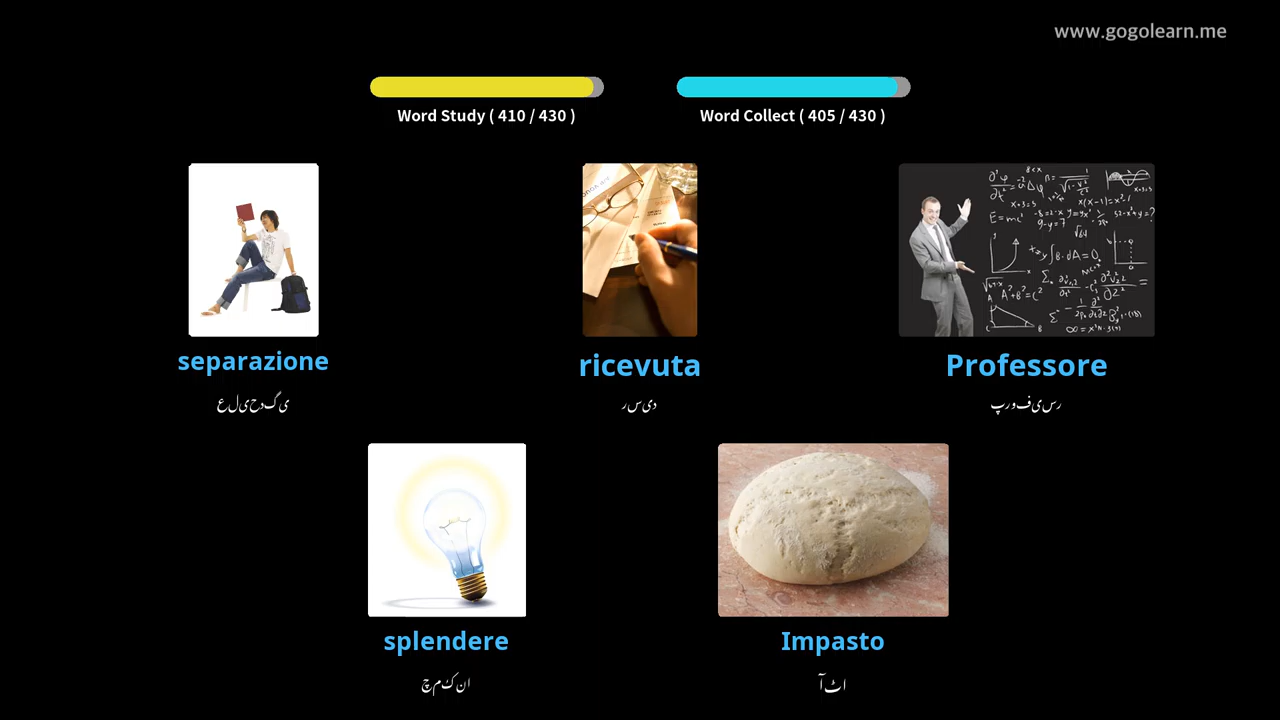 www.gogolearn.me
Word Study ( 410 / 430 )
Word Collect ( 405 / 430 )
separazione
علیحدگی
ricevuta
رسید
Professore
پروفیسر
splendere
چمکنا
Impasto
آٹا